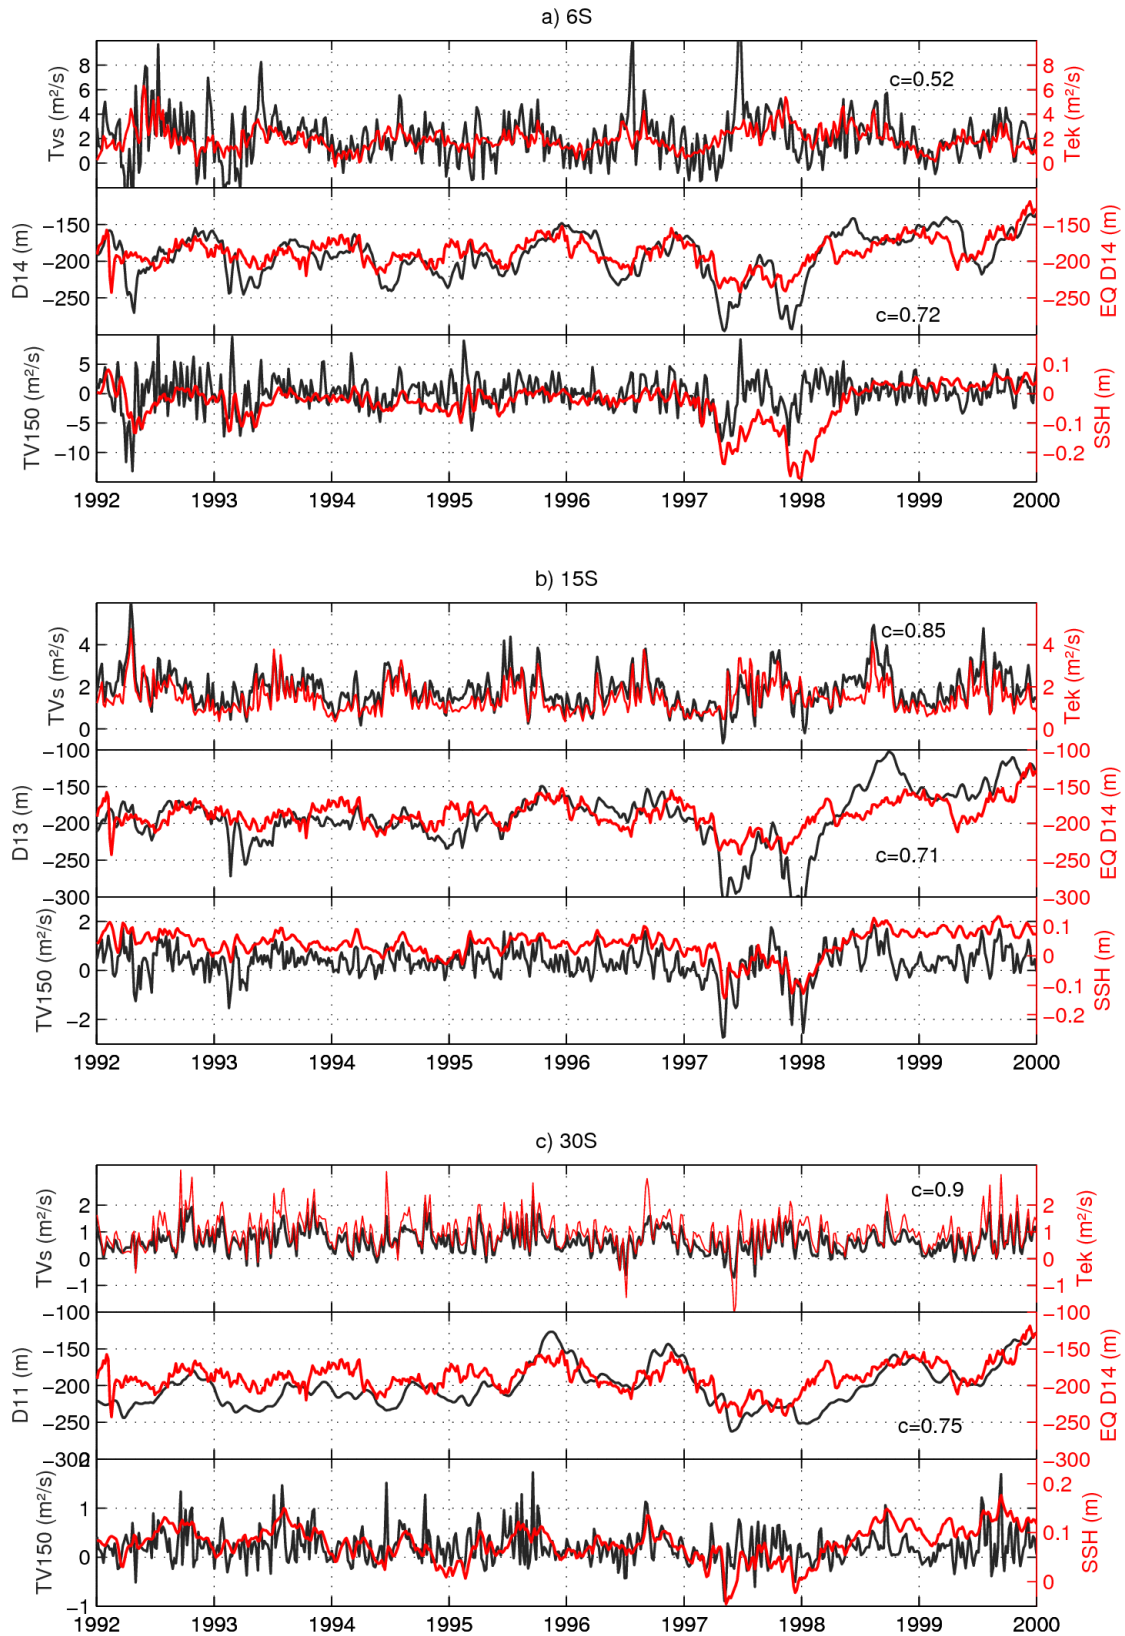 a) 6S
Tvs (m²/s)
8
6
4
2
0
c=0.52
8
6
4
2
0
Tek (m²/s)
D14 (m)
−150
−200
−250
c=0.72
−150
−200
−250
EQ D14 (m)
TV150 (m²/s)
5
0
−5
−10
0.1
0
−0.1
−0.2
SSH (m)
1992 1993 1994 1995 1996 1997 1998 1999 2000
b) 15S
TVs (m²/s)
4
2
0
c=0.85
4
2
0
Tek (m²/s)
D13 (m)
−100
−150
−200
−250
−300
c=0.71
−100
−150
−200
−250
−300
EQ D14 (m)
TV150 (m²/s)
2
0
−2
0.1
0
−0.1
−0.2
SSH (m)
1992 1993 1994 1995 1996 1997 1998 1999 2000
c) 30S
TVs (m²/s)
2
1
0
−1
c=0.9
2
1
0
−1
Tek (m²/s)
D11 (m)
−100
−150
−200
−250
−300
c=0.75
−100
−150
−200
−250
−300
EQ D14 (m)
TV150 (m²/s)
2
1
0
−1
0.2
0.1
0
SSH (m)
1992 1993 1994 1995 1996 1997 1998 1999 2000